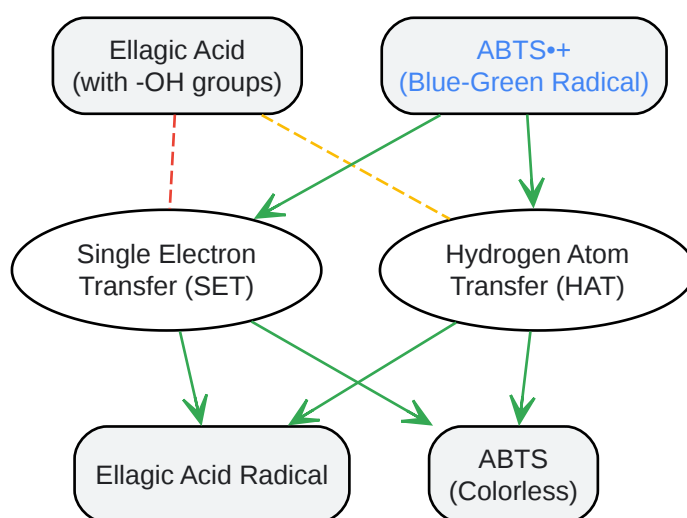 Ellagic Acid
(with -OH groups)
ABTS•+
(Blue-Green Radical)
Single Electron
Transfer (SET)
Hydrogen Atom
Transfer (HAT)
Ellagic Acid Radical
ABTS
(Colorless)